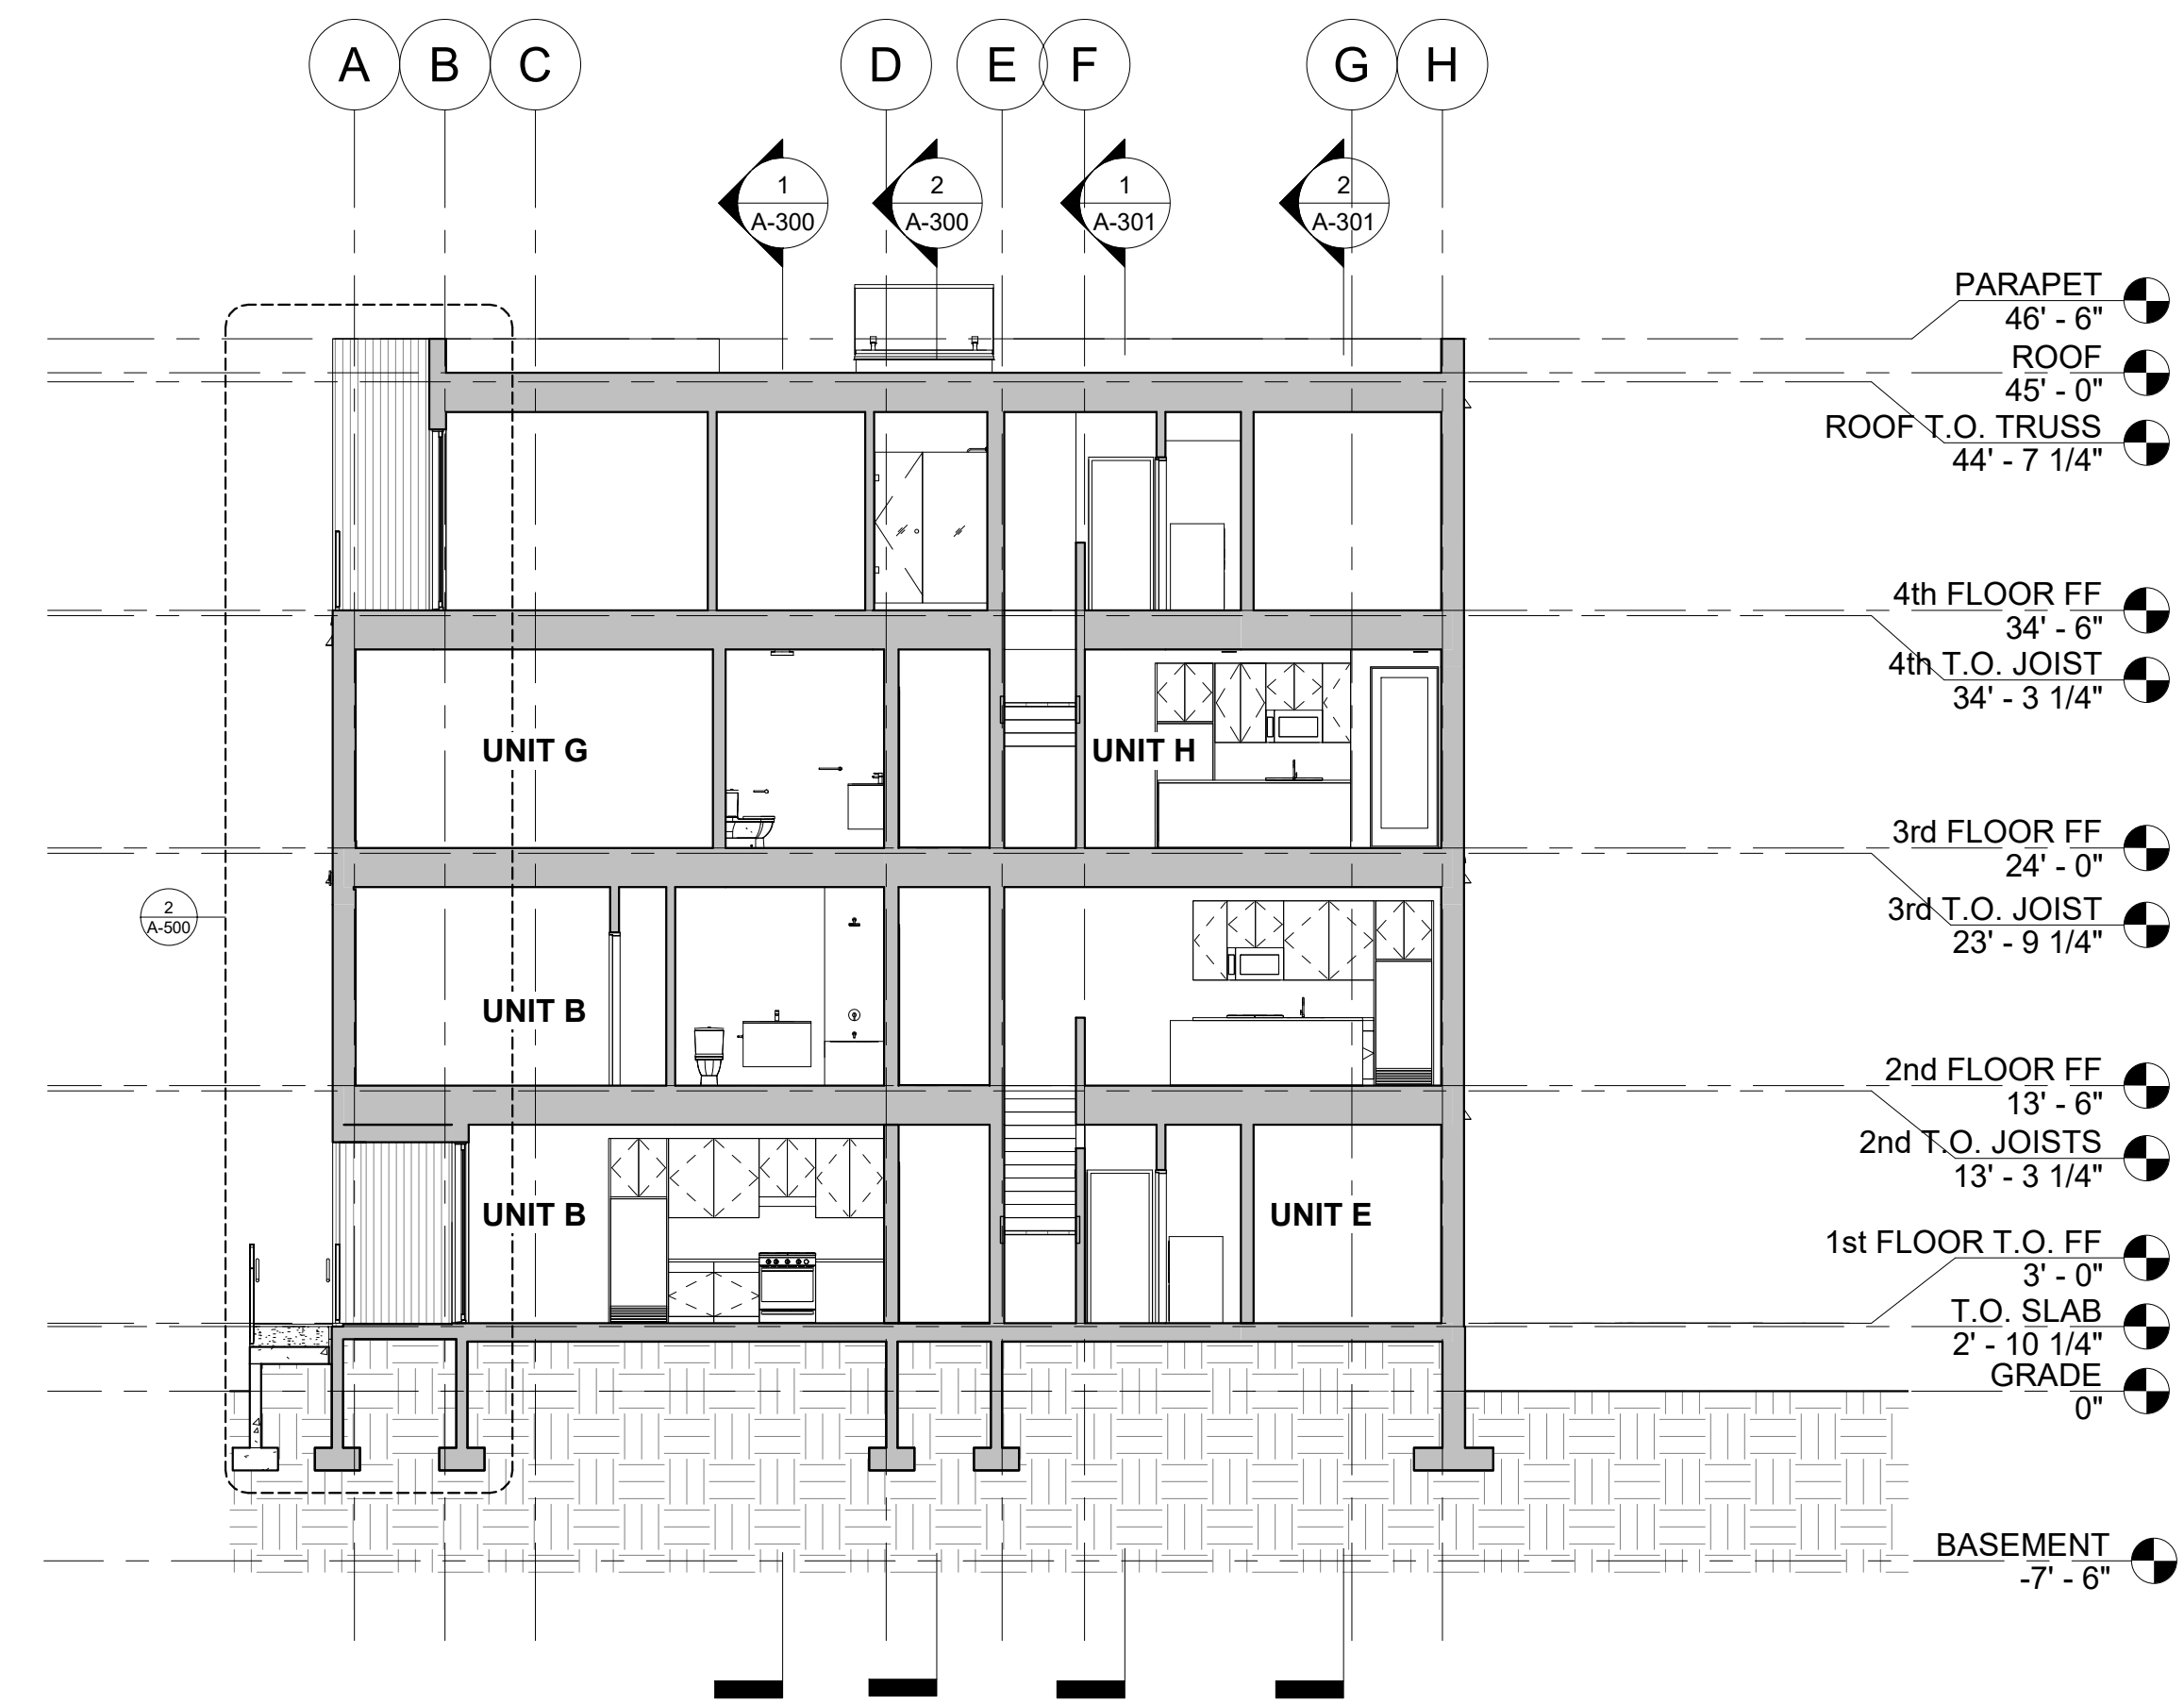 A B C D E F G H
1
A-300
2
A-300
1
A-301
2
A-301
PARAPET
46' - 6"
ROOF
45' - 0"
ROOF T.O. TRUSS
44' - 7 1/4"
4th FLOOR FF
34' - 6"
4th T.O. JOIST
34' - 3 1/4"
UNIT G
UNIT H
3rd FLOOR FF
24' - 0"
3rd T.O. JOIST
23' - 9 1/4"
2
A-500
UNIT B
2nd FLOOR FF
13' - 6"
2nd T.O. JOISTS
13' - 3 1/4"
UNIT B
UNIT E
1st FLOOR T.O. FF
3' - 0"
T.O. SLAB
2' - 10 1/4"
GRADE
0"
BASEMENT
-7' - 6"